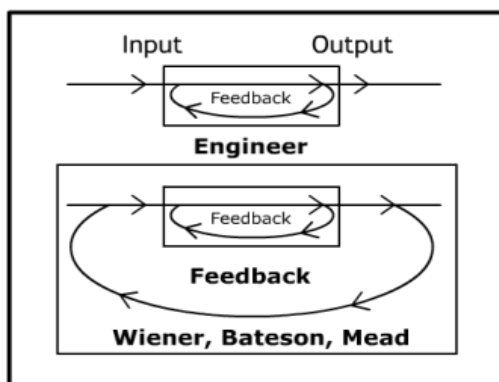 Input Output
Feedback
Engineer
Feedback
Feedback
Wiener, Bateson, Mead